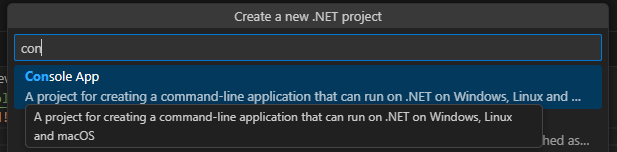 Create a new .NET project
con
Console App
A project for creating a command-line application that can run on .NET on Windows, Linux and ...
A project for creating a command-line application that can run on .NET on Windows, Linux
and macOS
hed as...